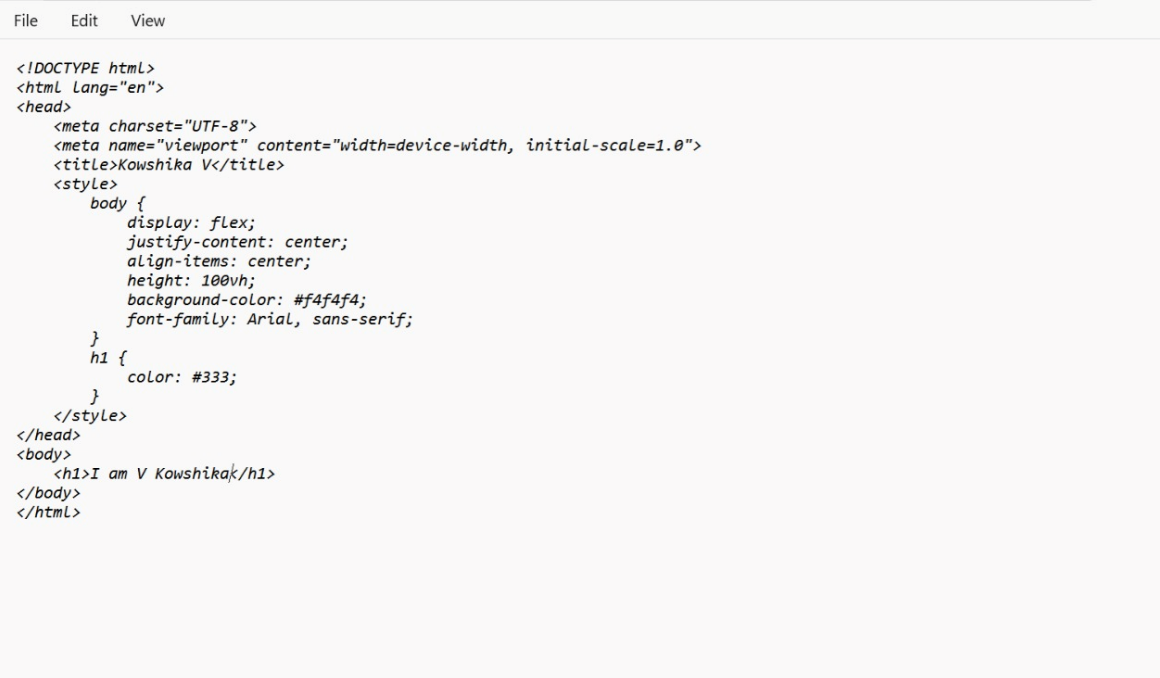 File Edit View
<!DOCTYPE html>
<html lang="en">
<head>
    <meta charset="UTF-8">
    <meta name="viewport" content="width=device-width, initial-scale=1.0">
    <title>Kowshika V</title>
    <style>
        body {
            display: flex;
            justify-content: center;
            align-items: center;
            height: 100vh;
            background-color: #f4f4f4;
            font-family: Arial, sans-serif;
        }
        h1 {
            color: #333;
        }
    </style>
</head>
<body>
    <h1>I am V Kowshika</h1>
</body>
</html>